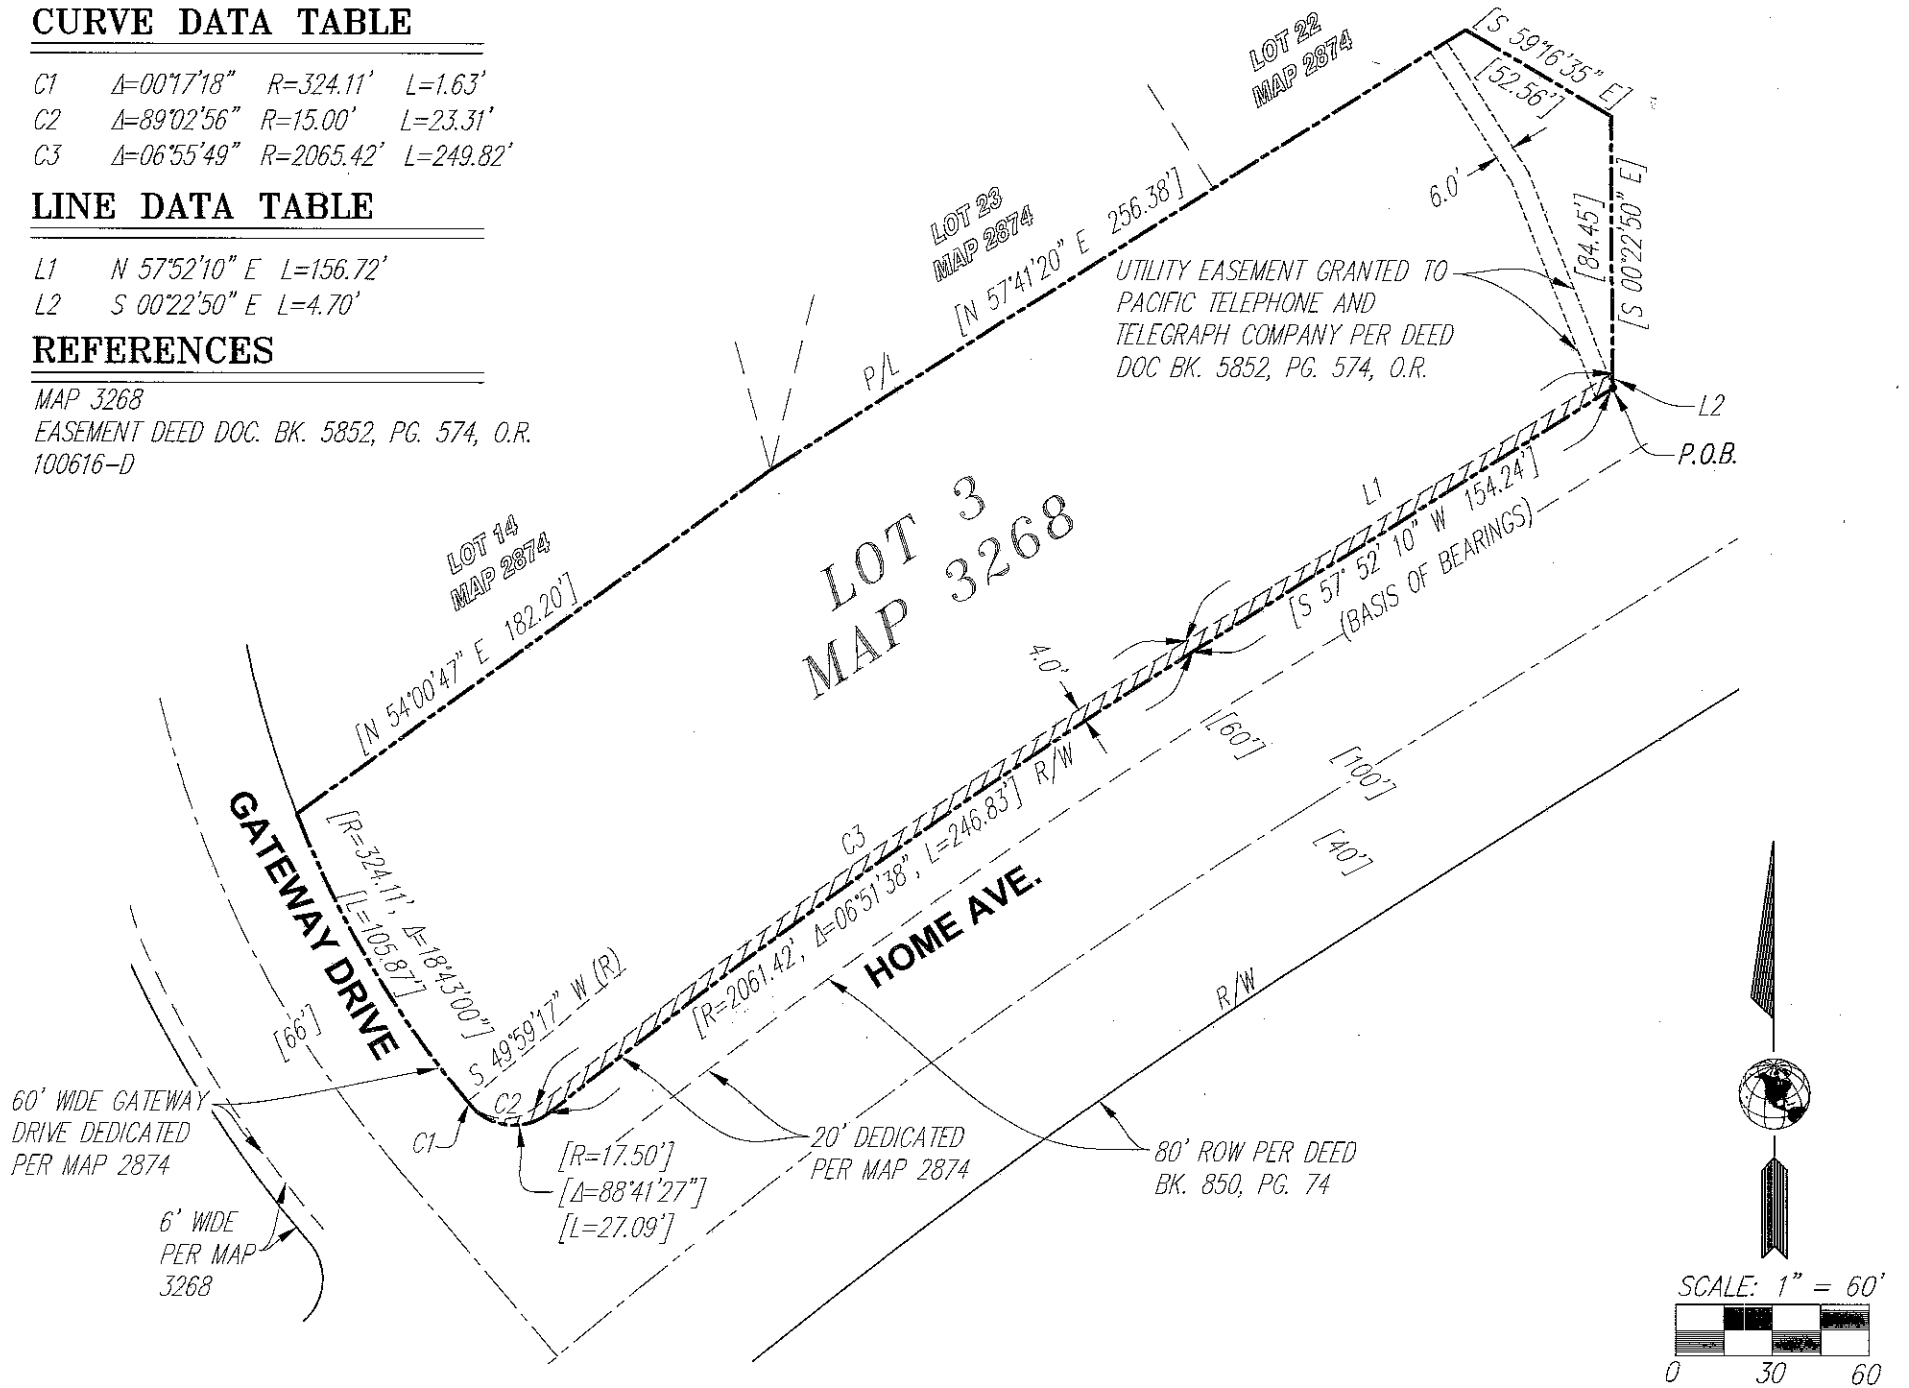 CURVE DATA TABLE
C1 Δ=00°17'18" R=324.11' L=1.63'
C2 Δ=89°02'56" R=15.00' L=23.31'
C3 Δ=06°55'49" R=2065.42' L=249.82'
LINE DATA TABLE
L1 N 57°52'10" E L=156.72'
L2 S 00°22'50" E L=4.70'
REFERENCES
MAP 3268
EASEMENT DEED DOC. BK. 5852, PG. 574, O.R.
100616-D
LOT 22
MAP 2874
[S 59°16'35" E]
[52.56']
6.0'
[84.45']
[S 00°22'50" E]
LOT 23
MAP 2874
[N 57°41'20" E 256.38']
P/L
UTILITY EASEMENT GRANTED TO
PACIFIC TELEPHONE AND
TELEGRAPH COMPANY PER DEED
DOC BK. 5852, PG. 574, O.R.
L2
P.O.B.
LOT 14
MAP 2874
[N 54°00'47" E 182.20']
LOT 3
MAP 3268
L1
[S 57° 52' 10" W 154.24']
(BASIS OF BEARINGS)
4.0'
[60']
[100']
[40']
R/W
C3
[R=2061.42', Δ=06°51'38", L=246.83']
HOME AVE.
R/W
GATEWAY DRIVE
[R=324.11', Δ=18°43'00"]
[L=105.87']
[66']
S 49°59'17" W (R)
C2
C1
[R=17.50']
[Δ=88°41'27"]
[L=27.09']
60' WIDE GATEWAY
DRIVE DEDICATED
PER MAP 2874
6' WIDE
PER MAP
3268
20' DEDICATED
PER MAP 2874
80' ROW PER DEED
BK. 850, PG. 74
SCALE: 1" = 60'
0 30 60